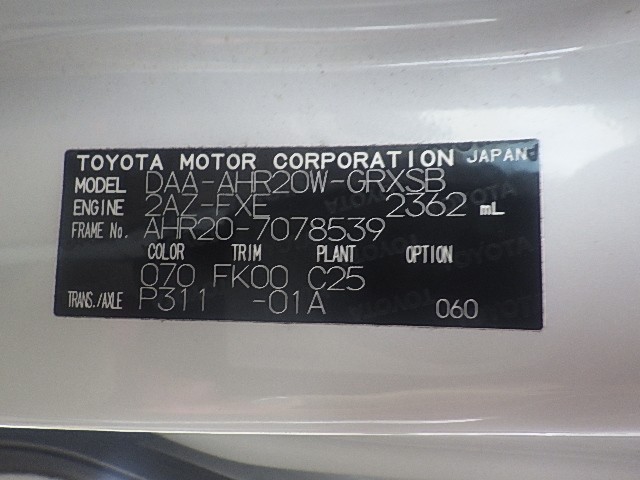 TOYOTA MOTOR CORPORATION JAPAN
MODEL DAA-AHR20W-GRXSB
ENGINE 2AZ-FXE 2362 mL
FRAME No. AHR20-7078539
COLOR TRIM PLANT OPTION
070 FK00 C25
TRANS./AXLE P311 -01A 060